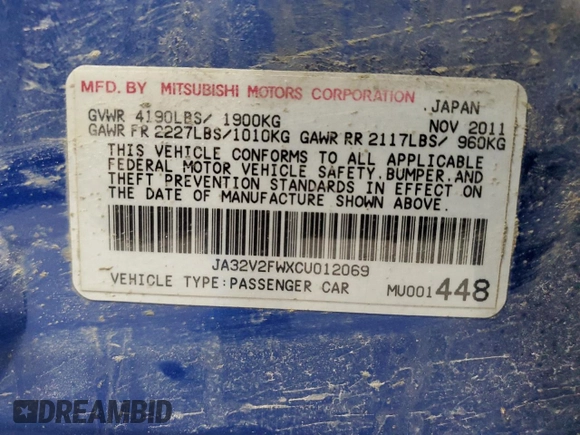 MFD. BY MITSUBISHI MOTORS CORPORATION
JAPAN
GVWR 4190LBS/ 1900KG NOV 2011
GAWR FR 2227LBS/1010KG GAWR RR 2117LBS/ 960KG
THIS VEHICLE CONFORMS TO ALL APPLICABLE
FEDERAL MOTOR VEHICLE SAFETY, BUMPER, AND
THEFT PREVENTION STANDARDS IN EFFECT ON
THE DATE OF MANUFACTURE SHOWN ABOVE.
JA32V2FWXCU012069
VEHICLE TYPE:PASSENGER CAR MU001448
DREAMBID